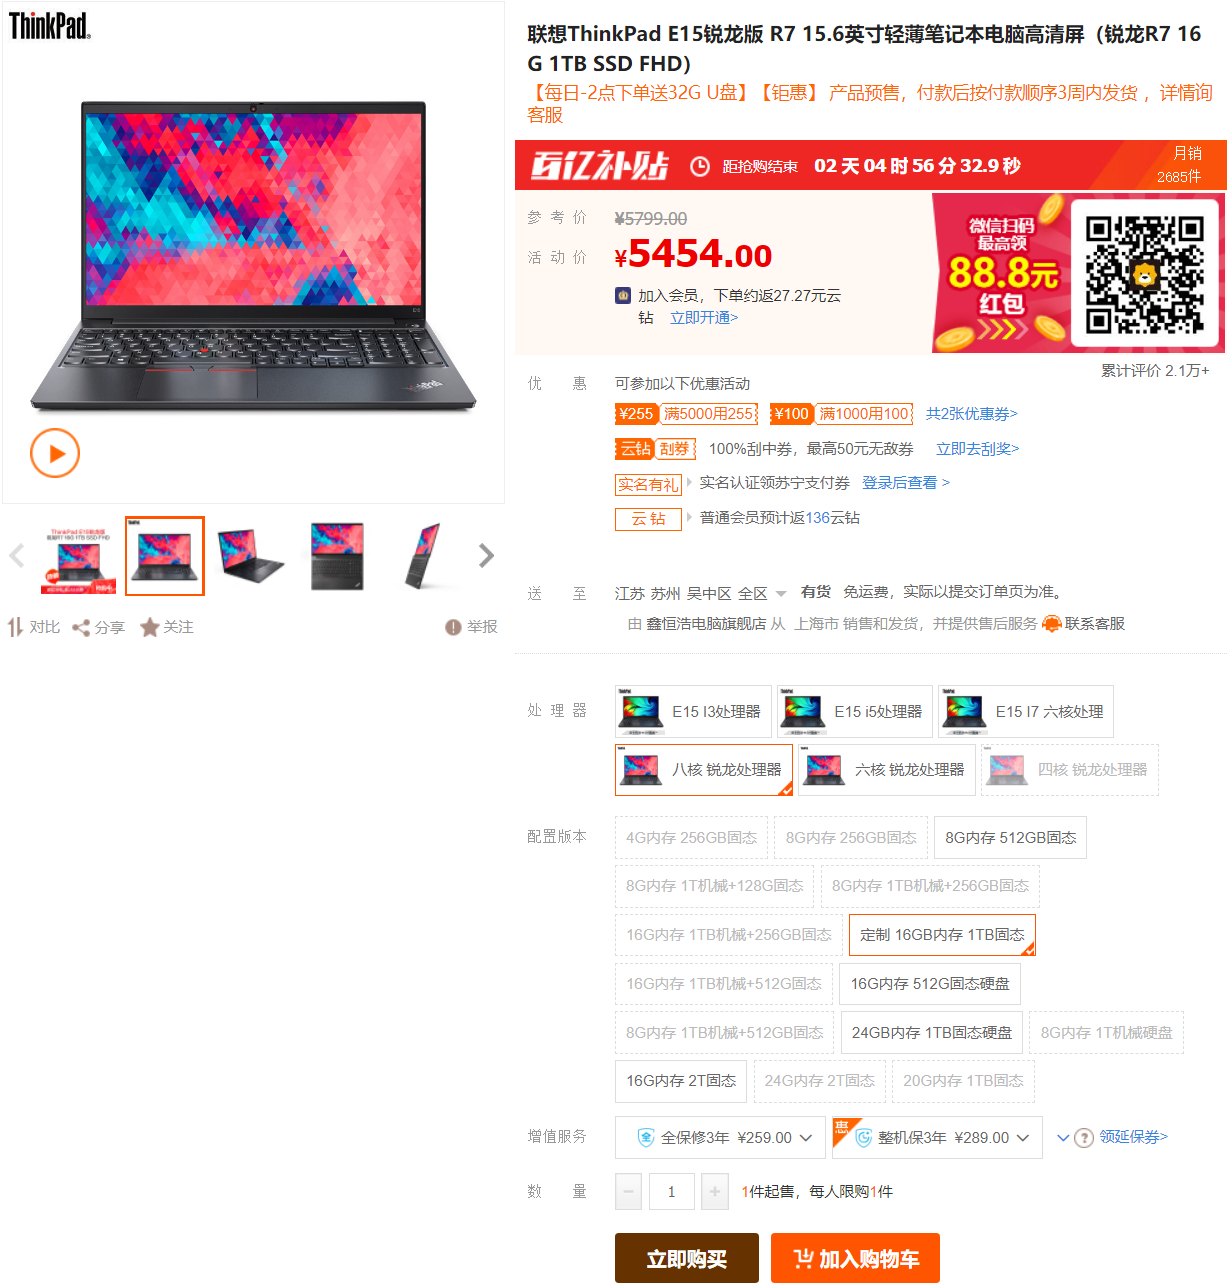 ThinkPad
联想ThinkPad E15锐龙版 R7 15.6英寸轻薄笔记本电脑高清屏（锐龙R7 16
G 1TB SSD FHD）
【每日-2点下单送32G U盘】【钜惠】 产品预售，付款后按付款顺序3周内发货 ，详情询
客服
百亿补贴 距抢购结束 02 天 04 时 56 分 32.9 秒
月销
2685件
参考价 ¥5799.00
活动价 ¥5454.00
加入会员，下单约返27.27元云
钻 立即开通>
微信扫码
最高领
88.8元
红包
累计评价 2.1万+
优惠 可参加以下优惠活动
¥255 满5000用255 ¥100 满1000用100 共2张优惠券>
云钻 刮券 100%刮中券，最高50元无敌券 立即去刮奖>
实名有礼 实名认证领苏宁支付券 登录后查看 >
云钻 普通会员预计返136云钻
对比 分享 关注 举报
送至 江苏 苏州 吴中区 全区 有货 免运费，实际以提交订单页为准。
由 鑫恒浩电脑旗舰店 从 上海市 销售和发货，并提供售后服务 联系客服
处理器 E15 I3处理器 E15 i5处理器 E15 I7 六核处理
八核 锐龙处理器 六核 锐龙处理器 四核 锐龙处理器
配置版本 4G内存 256GB固态 8G内存 256GB固态 8G内存 512GB固态
8G内存 1T机械+128G固态 8G内存 1TB机械+256GB固态
16G内存 1TB机械+256GB固态 定制 16GB内存 1TB固态
16G内存 1TB机械+512G固态 16G内存 512G固态硬盘
8G内存 1TB机械+512GB固态 24GB内存 1TB固态硬盘 8G内存 1T机械硬盘
16G内存 2T固态 24G内存 2T固态 20G内存 1TB固态
增值服务 全保修3年 ¥259.00 惠 整机保3年 ¥289.00 ? 领延保券>
数量 − 1 + 1件起售，每人限购1件
立即购买 加入购物车